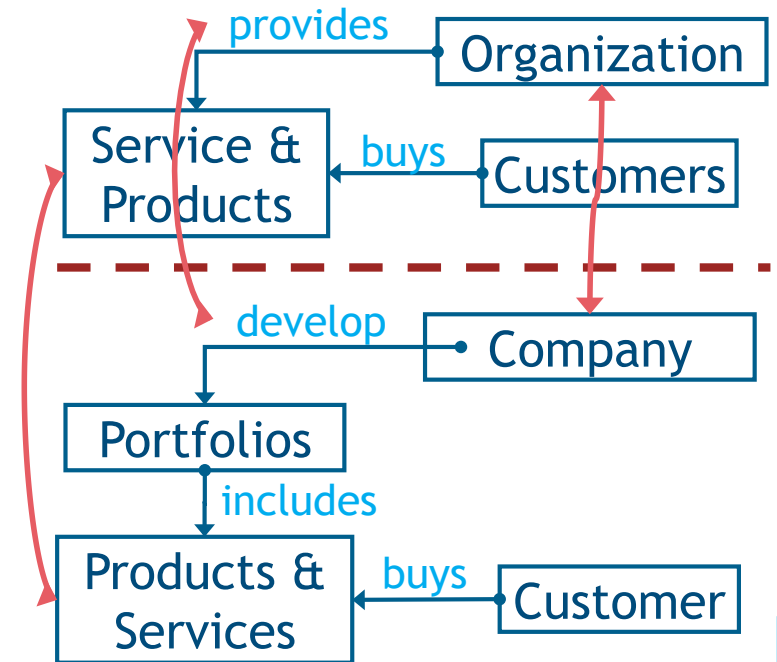 provides
Organization
Service &
Products
buys
Customers
develop
Company
Portfolios
includes
Products &
Services
buys
Customer